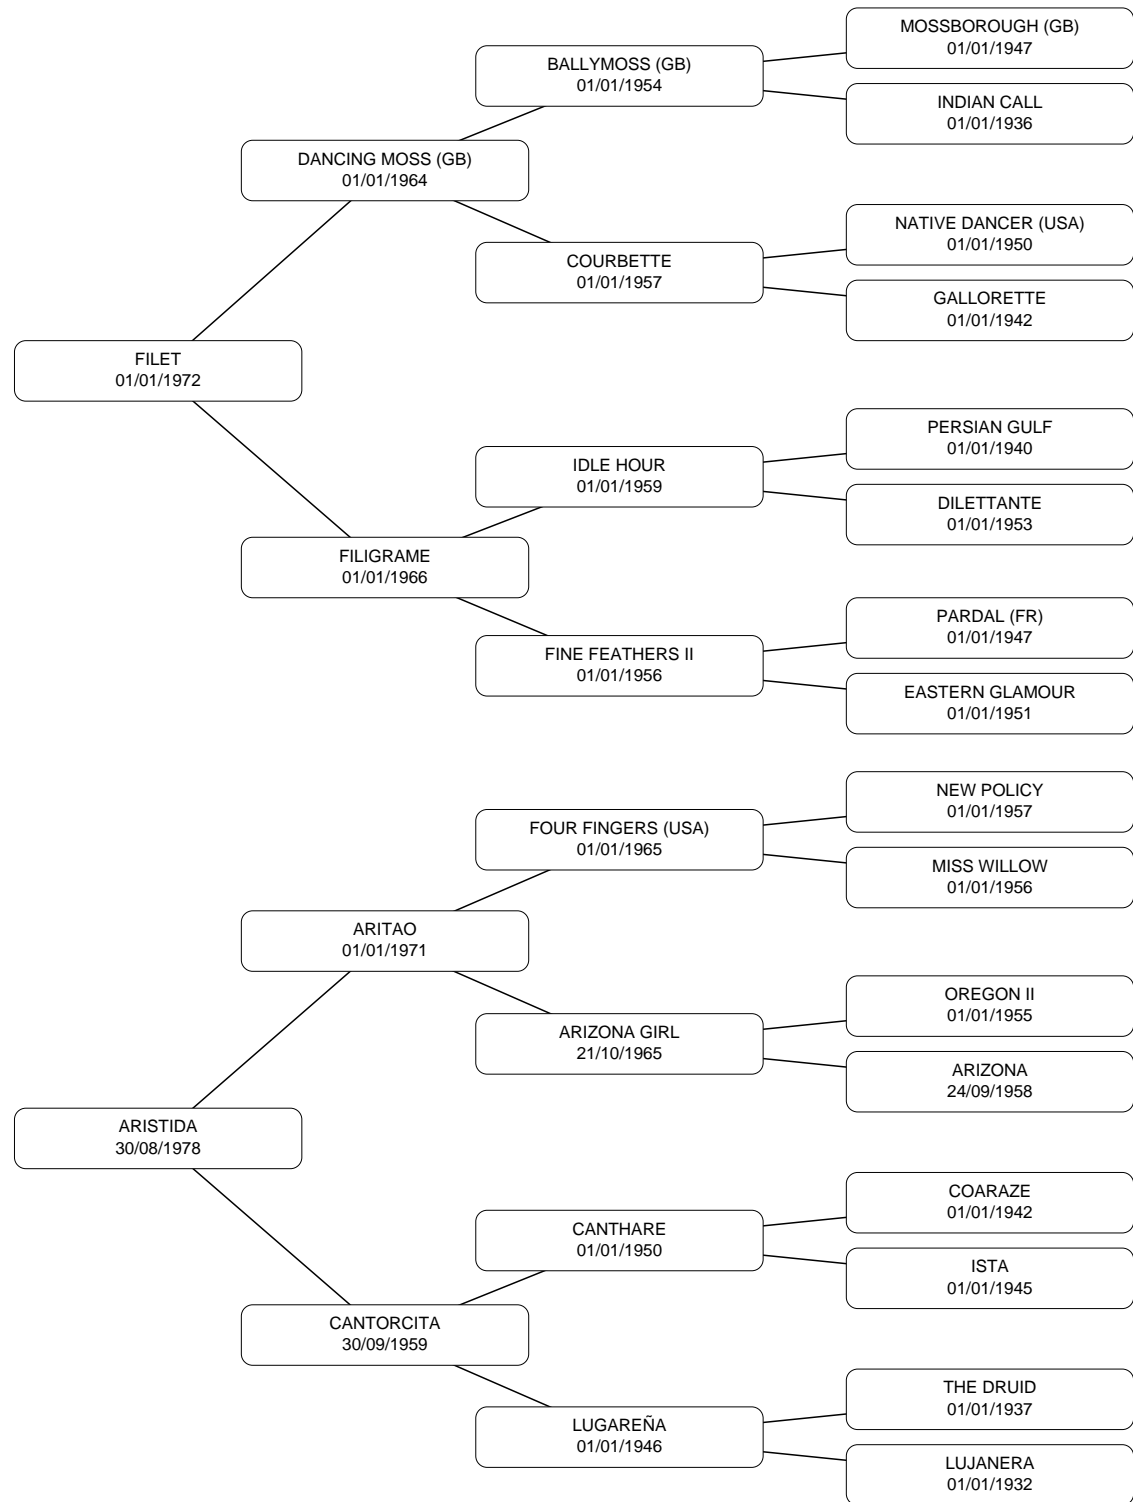 MOSSBOROUGH (GB)
01/01/1947
BALLYMOSS (GB)
01/01/1954
INDIAN CALL
01/01/1936
DANCING MOSS (GB)
01/01/1964
NATIVE DANCER (USA)
01/01/1950
COURBETTE
01/01/1957
GALLORETTE
01/01/1942
FILET
01/01/1972
PERSIAN GULF
01/01/1940
IDLE HOUR
01/01/1959
DILETTANTE
01/01/1953
FILIGRAME
01/01/1966
PARDAL (FR)
01/01/1947
FINE FEATHERS II
01/01/1956
EASTERN GLAMOUR
01/01/1951
NEW POLICY
01/01/1957
FOUR FINGERS (USA)
01/01/1965
MISS WILLOW
01/01/1956
ARITAO
01/01/1971
OREGON II
01/01/1955
ARIZONA GIRL
21/10/1965
ARIZONA
24/09/1958
ARISTIDA
30/08/1978
COARAZE
01/01/1942
CANTHARE
01/01/1950
ISTA
01/01/1945
CANTORCITA
30/09/1959
THE DRUID
01/01/1937
LUGAREÑA
01/01/1946
LUJANERA
01/01/1932